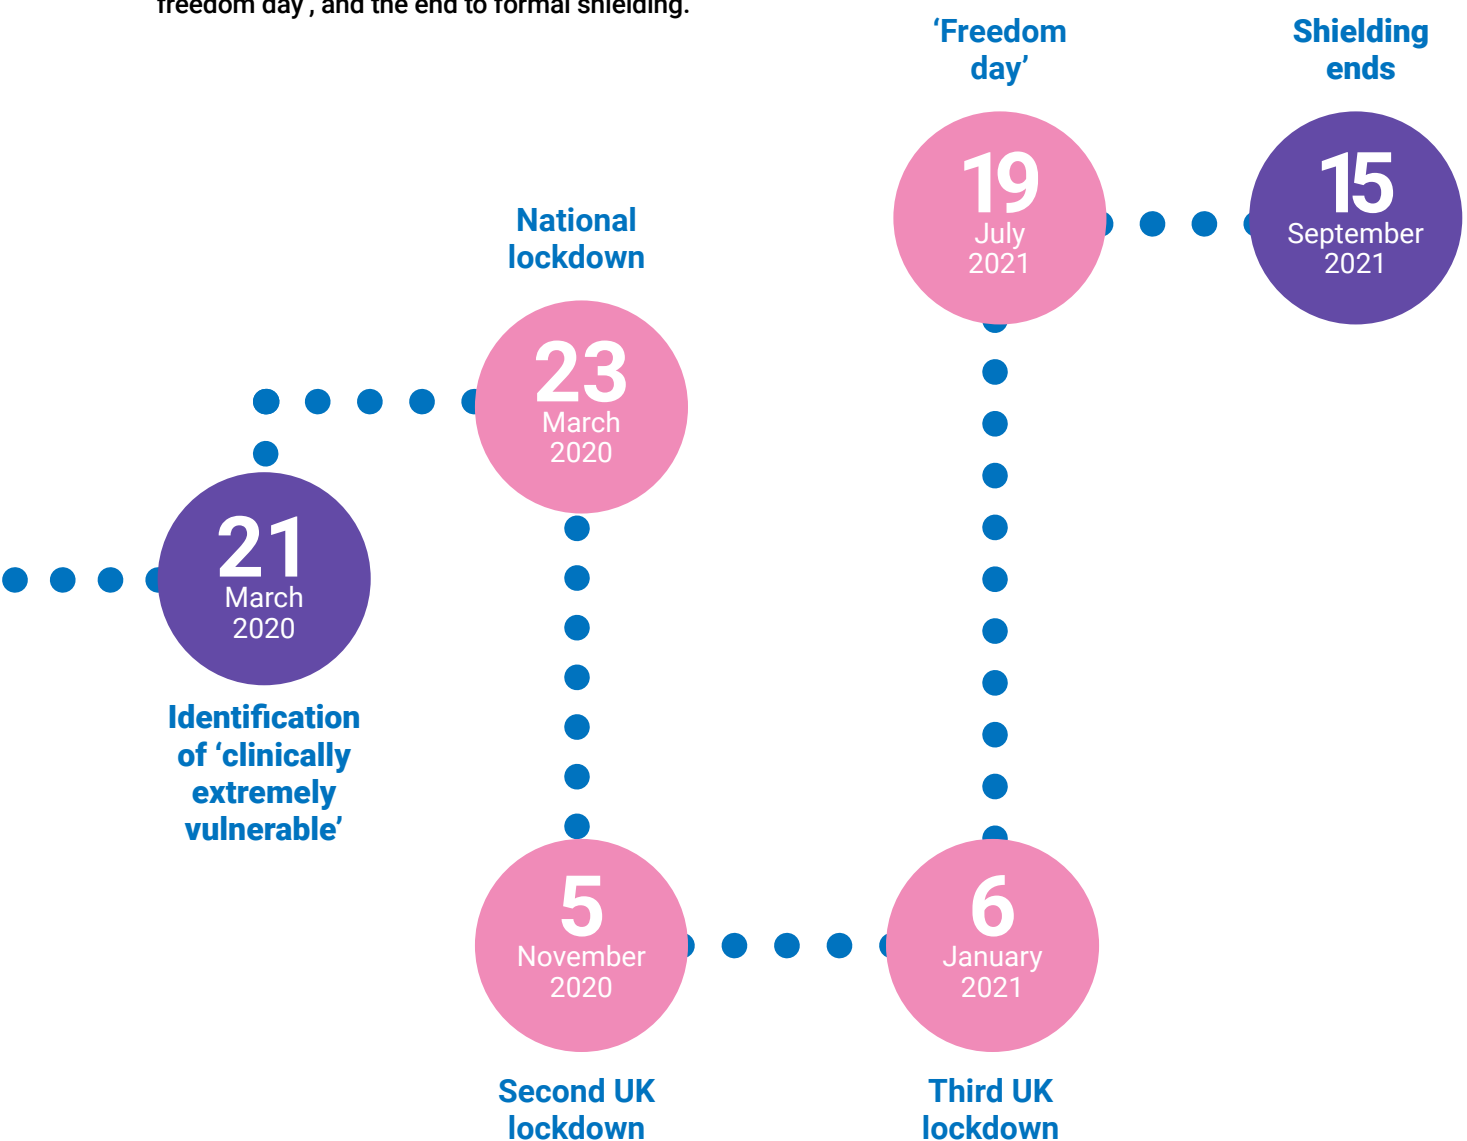 freedom day', and the end to formal shielding.
'Freedom
day'
Shielding
ends
19
July
2021
15
September
2021
National
lockdown
23
March
2020
21
March
2020
Identification
of 'clinically
extremely
vulnerable'
5
November
2020
6
January
2021
Second UK
lockdown
Third UK
lockdown